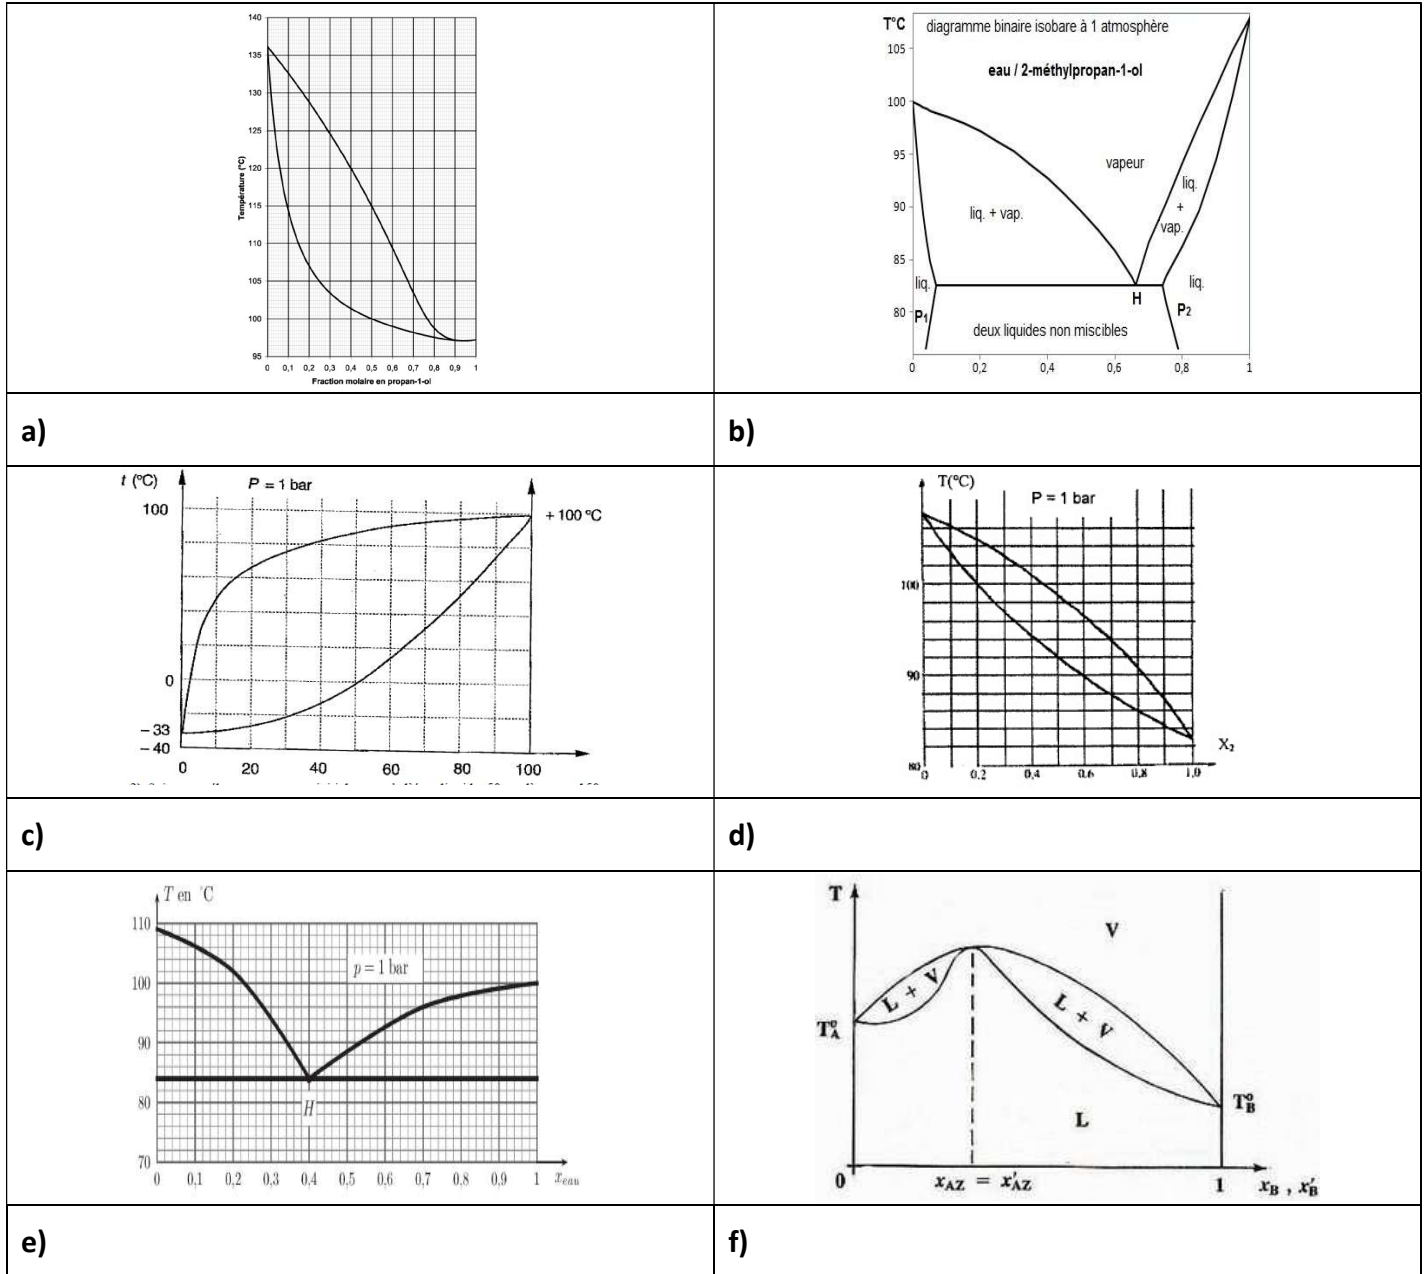 140
135
130
125
120
115
110
105
100
95
Température (°C)
0 0,1 0,2 0,3 0,4 0,5 0,6 0,7 0,8 0,9 1
Fraction molaire en propan-1-ol
a)
T°C
diagramme binaire isobare à 1 atmosphère
eau / 2-méthylpropan-1-ol
105
100
95
90
85
80
vapeur
liq. + vap.
liq.
+
vap.
liq.
liq.
P1
H
P2
deux liquides non miscibles
0 0,2 0,4 0,6 0,8 1
b)
t (°C)
P = 1 bar
100
+ 100 °C
0
– 33
– 40
0 20 40 60 80 100
c)
T(°C)
P = 1 bar
100
90
80
X₂
0 0,2 0,4 0,6 0,8 1,0
d)
T en °C
110
100
90
80
70
p = 1 bar
H
0 0,1 0,2 0,3 0,4 0,5 0,6 0,7 0,8 0,9 1 xeau
e)
T
V
L + V
L + V
T°A
T°B
L
0 xAZ = x'AZ 1 xB , x'B
f)